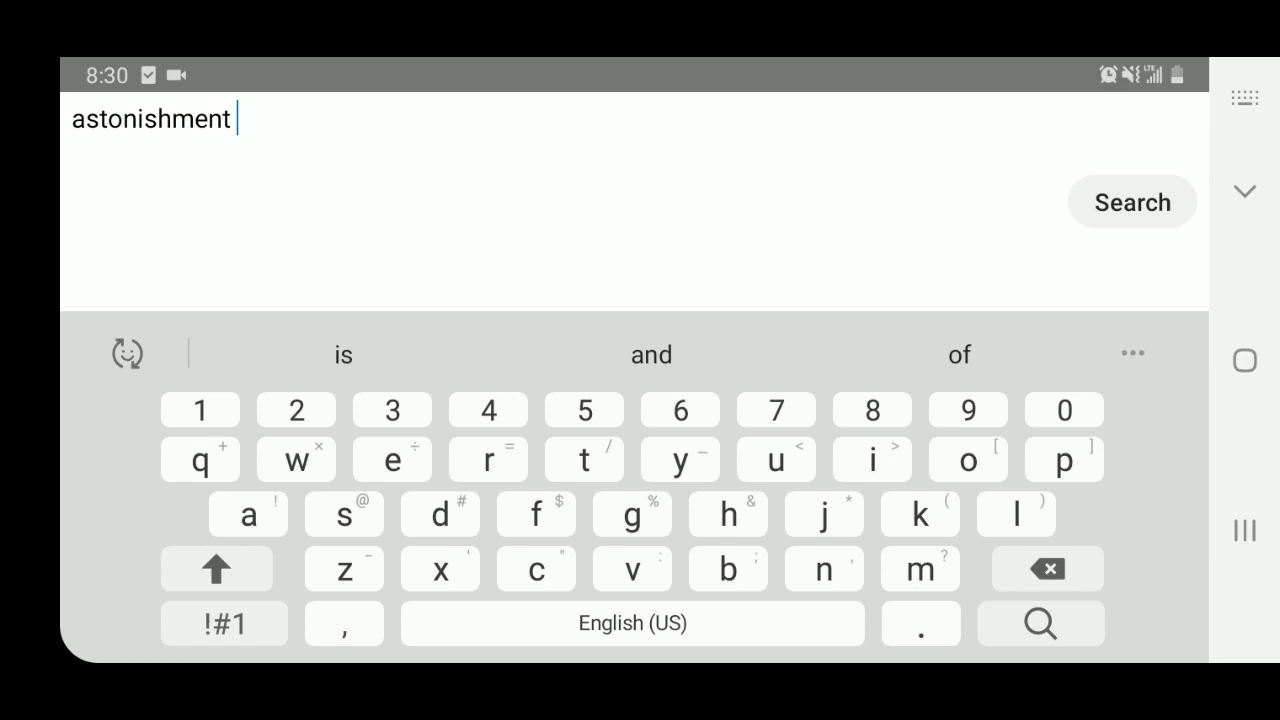 8:30 LTE
astonishment
Search
is and of
1 2 3 4 5 6 7 8 9 0
q + w × e ÷ r = t / y _ u < i > o [ p ]
a ! s @ d # f $ g % h & j * k ( l )
z - x ' c " v : b ; n , m ?
!#1 , English (US) .